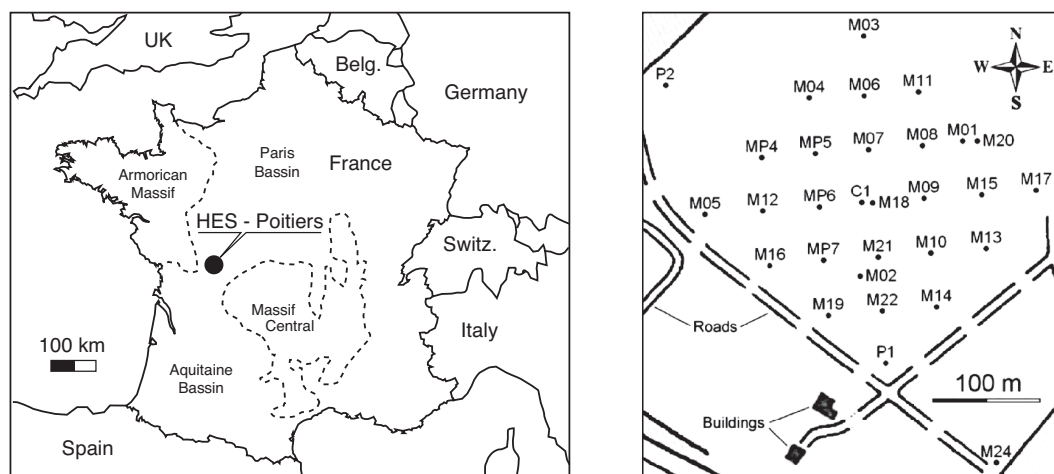 UK
Belg.
Germany
Paris
Basin
France
Armorican
Massif
HES - Poitiers
Switz.
Massif
Central
Italy
100 km
Aquitaine
Basin
Spain
M03
N
W E
S
P2
M04 M06 M11
MP4 MP5 M07 M08 M01 M20
M05 M12 MP6 C1 M18 M09 M15 M17
M16 MP7 M21 M10 M13
M02
M19 M22 M14
Roads
P1
100 m
Buildings
M24